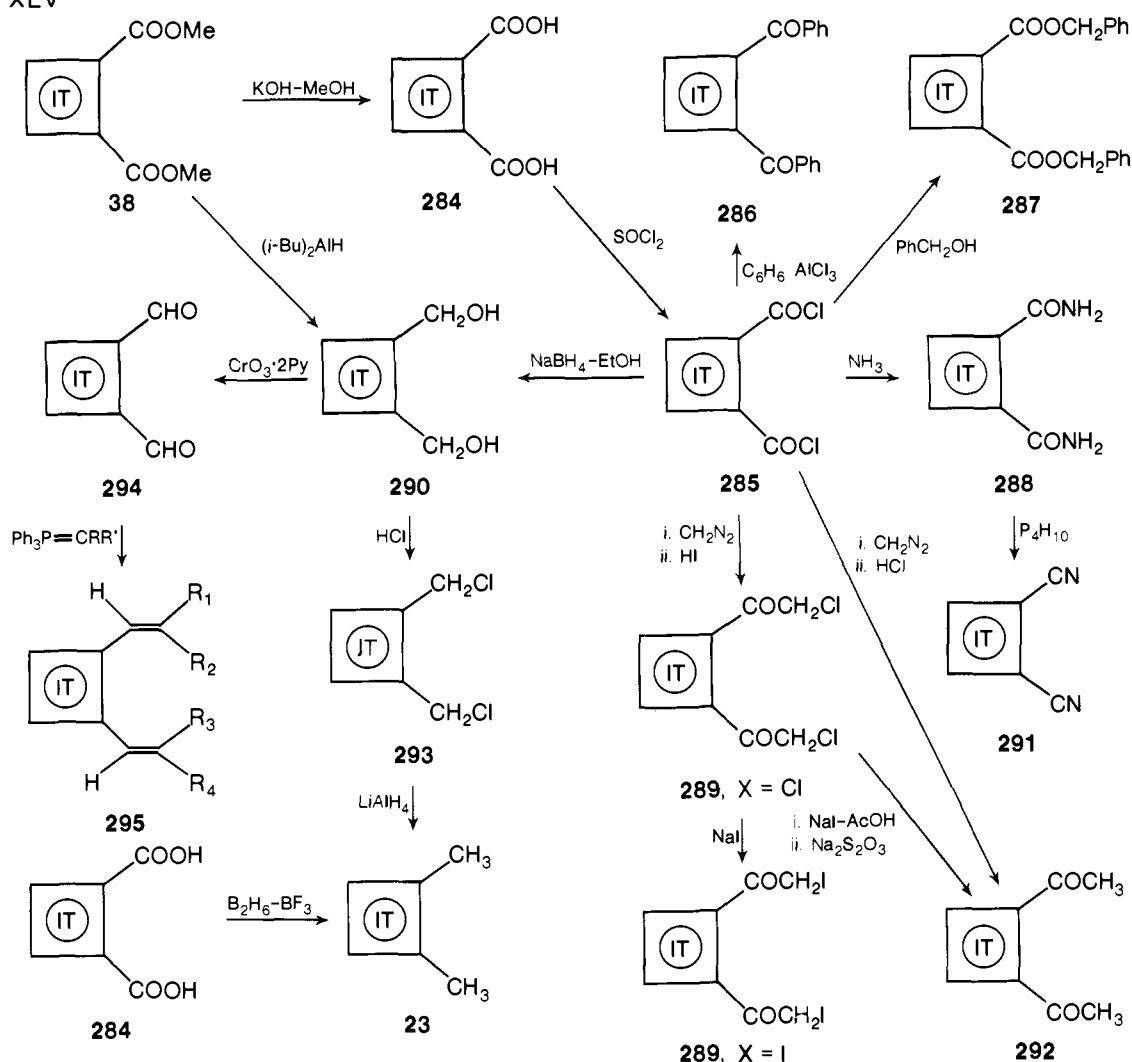 XLV
COOMe
IT
COOMe
38
KOH–MeOH
COOH
IT
COOH
284
COPh
IT
COPh
286
COOCH2Ph
IT
COOCH2Ph
287
(i-Bu)2AlH
SOCl2
C6H6 AlCl3
PhCH2OH
CHO
IT
CHO
294
CrO3•2Py
CH2OH
IT
CH2OH
290
NaBH4–EtOH
COCl
IT
COCl
285
NH3
CONH2
IT
CONH2
288
Ph3P=CRR'
HCl
i. CH2N2
ii. HI
i. CH2N2
ii. HCl
P4H10
H
R1
R2
IT
R3
H
R4
295
CH2Cl
IT
CH2Cl
293
COCH2Cl
IT
COCH2Cl
289, X = Cl
CN
IT
CN
291
LiAlH4
NaI
i. NaI–AcOH
ii. Na2S2O3
COOH
IT
COOH
284
B2H6–BF3
CH3
IT
CH3
23
COCH2I
IT
COCH2I
289, X = I
COCH3
IT
COCH3
292